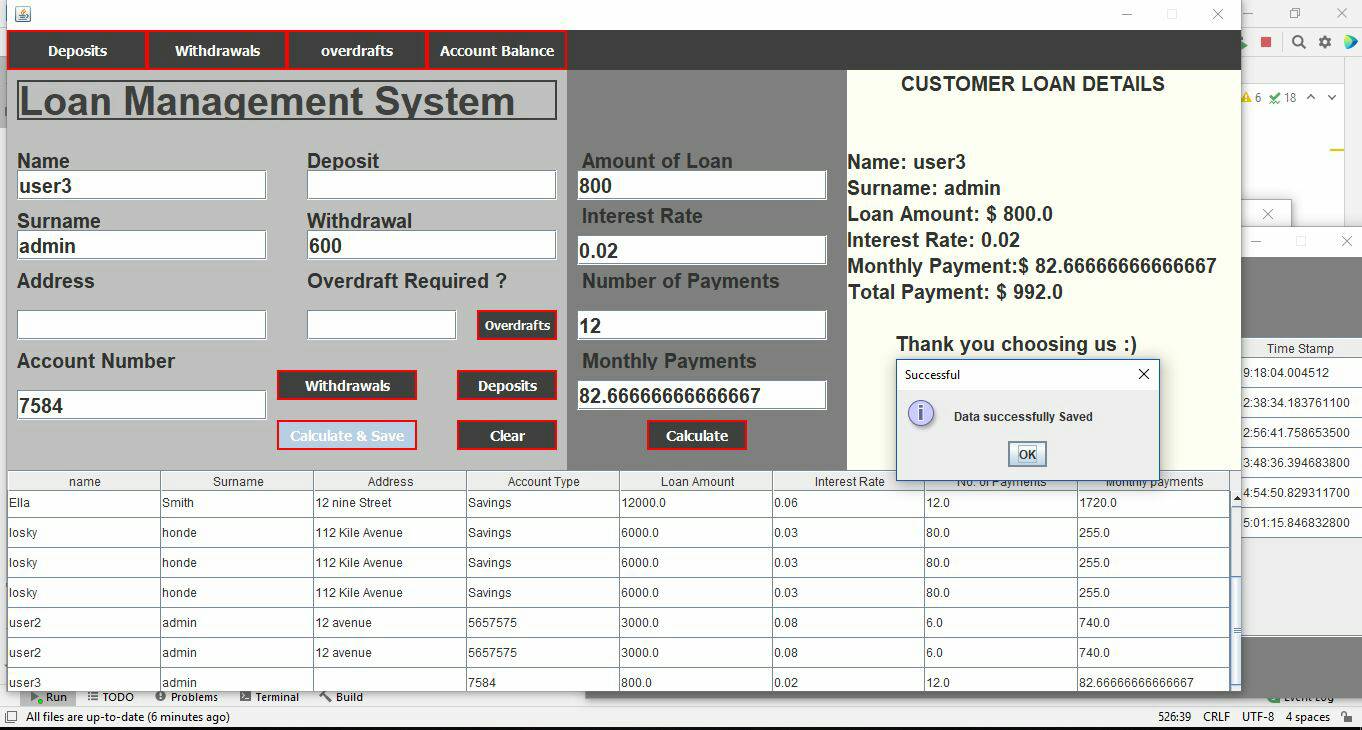 Deposits Withdrawals overdrafts Account Balance
Loan Management System
Name
user3
Surname
admin
Address
Account Number
7584
Deposit
Withdrawal
600
Overdraft Required ?
Overdrafts
Withdrawals Deposits
Calculate & Save Clear
Amount of Loan
800
Interest Rate
0.02
Number of Payments
12
Monthly Payments
82.66666666666667
Calculate
CUSTOMER LOAN DETAILS
Name: user3
Surname: admin
Loan Amount: $ 800.0
Interest Rate: 0.02
Monthly Payment:$ 82.66666666666667
Total Payment: $ 992.0
Thank you choosing us :)
Successful
Data successfully Saved
OK
name Surname Address Account Type Loan Amount Interest Rate No. of Payments Monthly payments
Ella Smith 12 nine Street Savings 12000.0 0.06 12.0 1720.0
losky honde 112 Kile Avenue Savings 6000.0 0.03 80.0 255.0
losky honde 112 Kile Avenue Savings 6000.0 0.03 80.0 255.0
losky honde 112 Kile Avenue Savings 6000.0 0.03 80.0 255.0
user2 admin 12 avenue 5657575 3000.0 0.08 6.0 740.0
user2 admin 12 avenue 5657575 3000.0 0.08 6.0 740.0
user3 admin 7584 800.0 0.02 12.0 82.66666666666667
6 18
Time Stamp
9:18:04.004512
2:38:34.183761100
2:56:41.758653500
3:48:36.394683800
4:54:50.829311700
5:01:15.846832800
Run TODO Problems Terminal Build Event Log
All files are up-to-date (6 minutes ago) 526:39 CRLF UTF-8 4 spaces